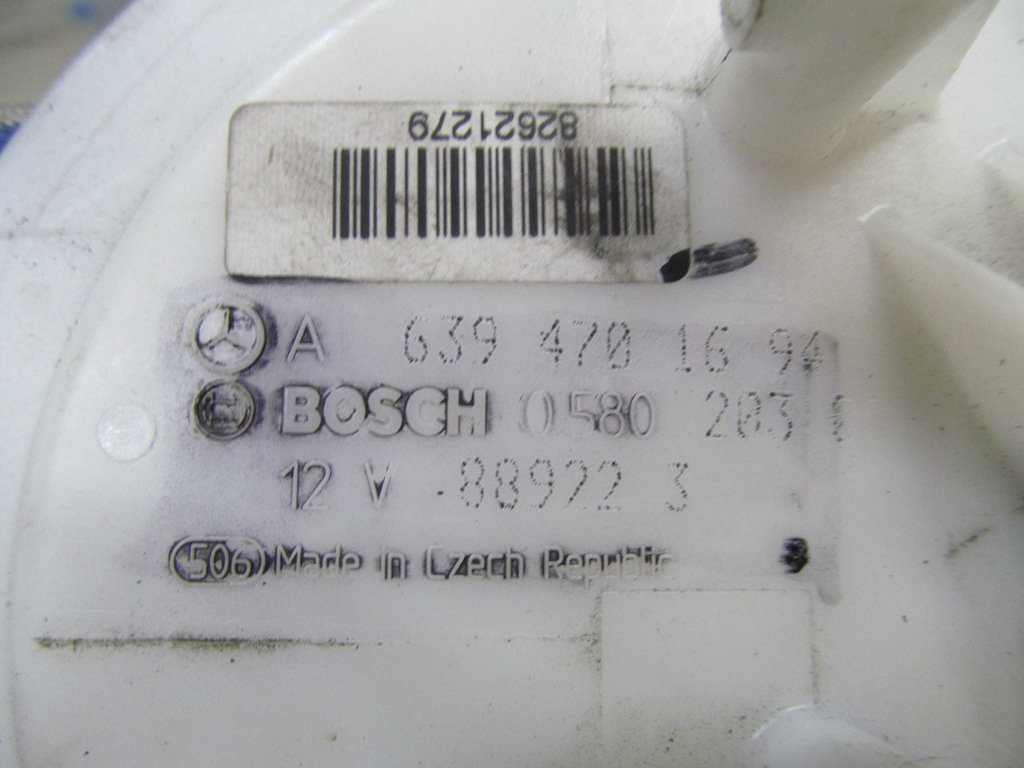 82621279
A 639 470 16 94
BOSCH 0 580 203
12 V 88922 3
506 Made in Czech Republic